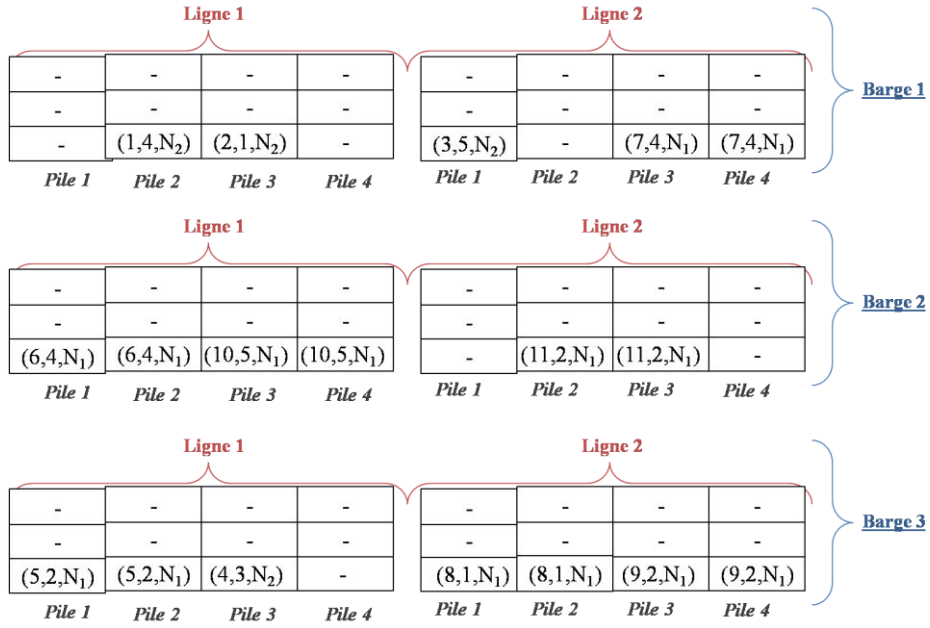 Ligne 1 Ligne 2
- - - - - - - -
- - - - - - - -
- (1,4,N₂) (2,1,N₂) - (3,5,N₂) - (7,4,N₁) (7,4,N₁)
Pile 1 Pile 2 Pile 3 Pile 4 Pile 1 Pile 2 Pile 3 Pile 4
Barge 1
Ligne 1 Ligne 2
- - - - - - - -
- - - - - - - -
(6,4,N₁) (6,4,N₁) (10,5,N₁) (10,5,N₁) - (11,2,N₁) (11,2,N₁) -
Pile 1 Pile 2 Pile 3 Pile 4 Pile 1 Pile 2 Pile 3 Pile 4
Barge 2
Ligne 1 Ligne 2
- - - - - - - -
- - - - - - - -
(5,2,N₁) (5,2,N₁) (4,3,N₂) - (8,1,N₁) (8,1,N₁) (9,2,N₁) (9,2,N₁)
Pile 1 Pile 2 Pile 3 Pile 4 Pile 1 Pile 2 Pile 3 Pile 4
Barge 3